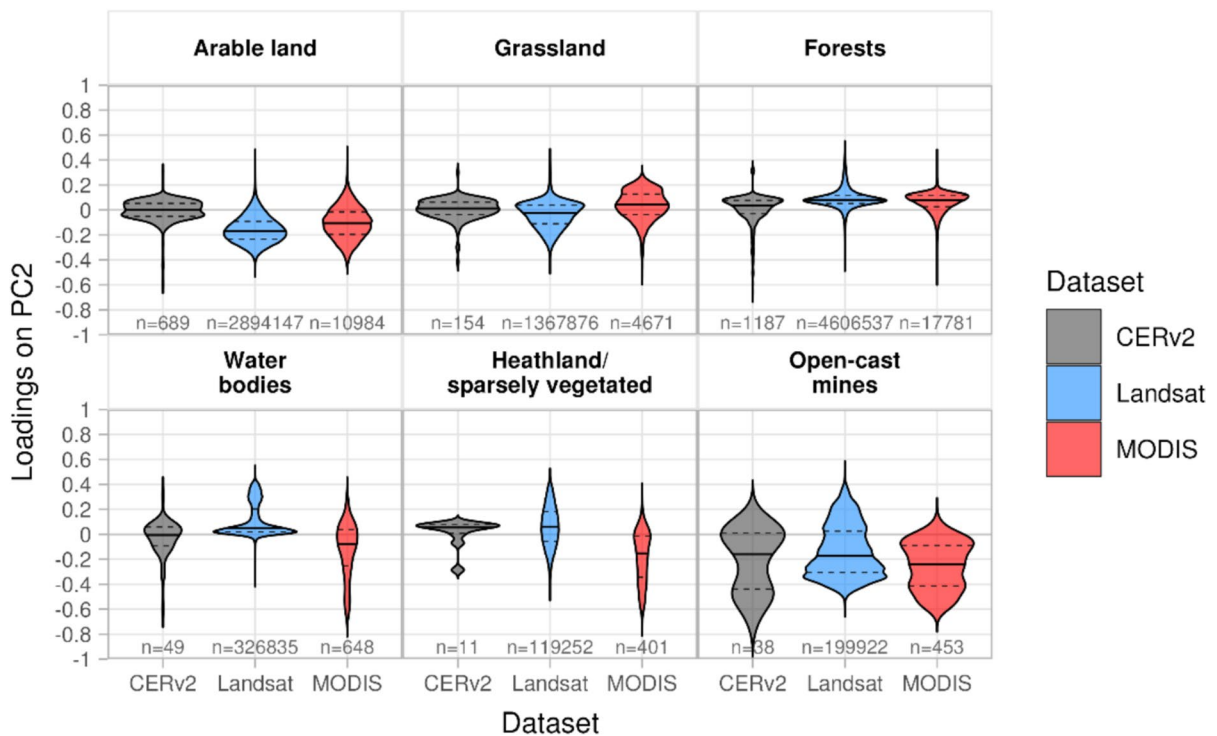 Arable land
Grassland
Forests
1
0.8
0.6
0.4
0.2
0
-0.2
-0.4
-0.6
-0.8
-1
n=689
n=2894147
n=10984
n=154
n=1367876
n=4671
n=1187
n=4606537
n=17781
Water
bodies
Heathland/
sparsely vegetated
Open-cast
mines
1
0.8
0.6
0.4
0.2
0
-0.2
-0.4
-0.6
-0.8
-1
n=49
n=326835
n=648
n=11
n=119252
n=401
n=38
n=199922
n=453
CERv2
Landsat
MODIS
CERv2
Landsat
MODIS
CERv2
Landsat
MODIS
Dataset
Loadings on PC2
Dataset
CERv2
Landsat
MODIS